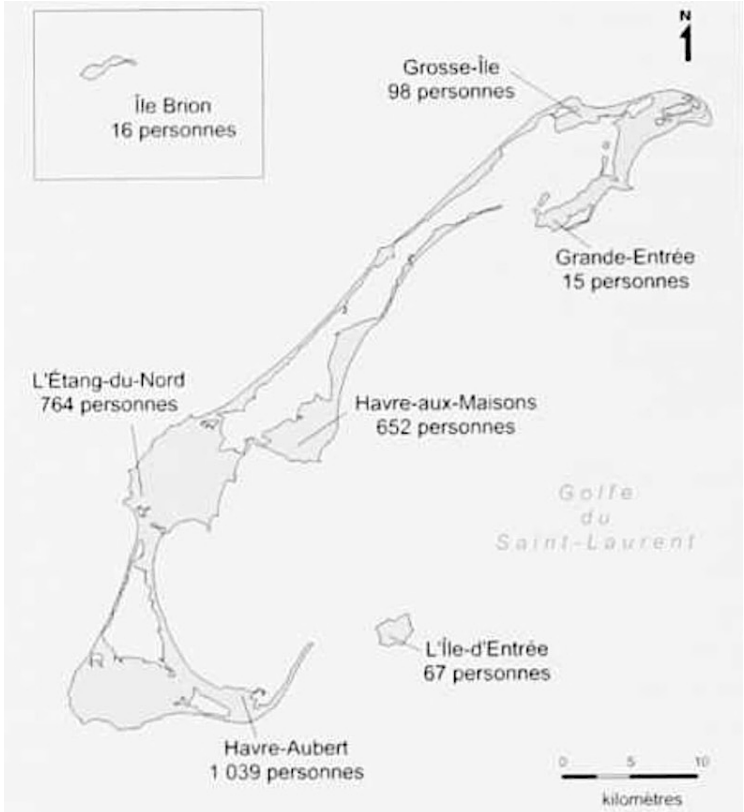 N
Grosse-Île
98 personnes
Île Brion
16 personnes
Grande-Entrée
15 personnes
L'Étang-du-Nord
764 personnes
Havre-aux-Maisons
652 personnes
Golfe
du
Saint-Laurent
L'Île-d'Entrée
67 personnes
Havre-Aubert
1 039 personnes
0 5 10
kilomètres